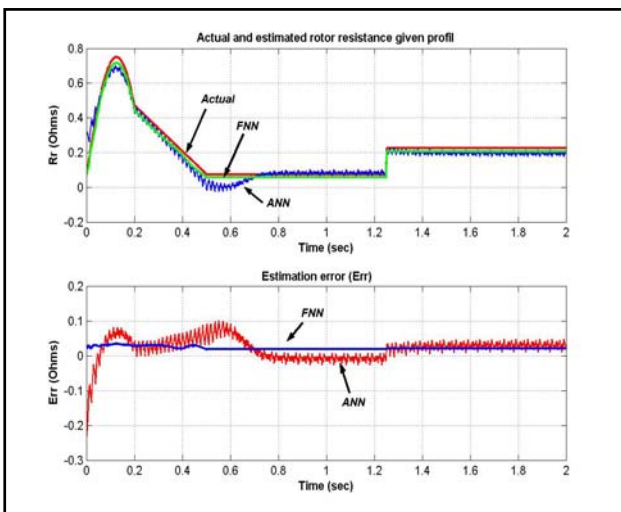 Actual and estimated rotor resistance given profil
0.8
0.6
0.4
0.2
0
-0.2
Rr (Ohms)
Actual
FNN
ANN
0 0.2 0.4 0.6 0.8 1 1.2 1.4 1.6 1.8 2
Time (sec)
Estimation error (Err)
0.2
0.1
0
-0.1
-0.2
-0.3
Err (Ohms)
FNN
ANN
0 0.2 0.4 0.6 0.8 1 1.2 1.4 1.6 1.8 2
Time (sec)